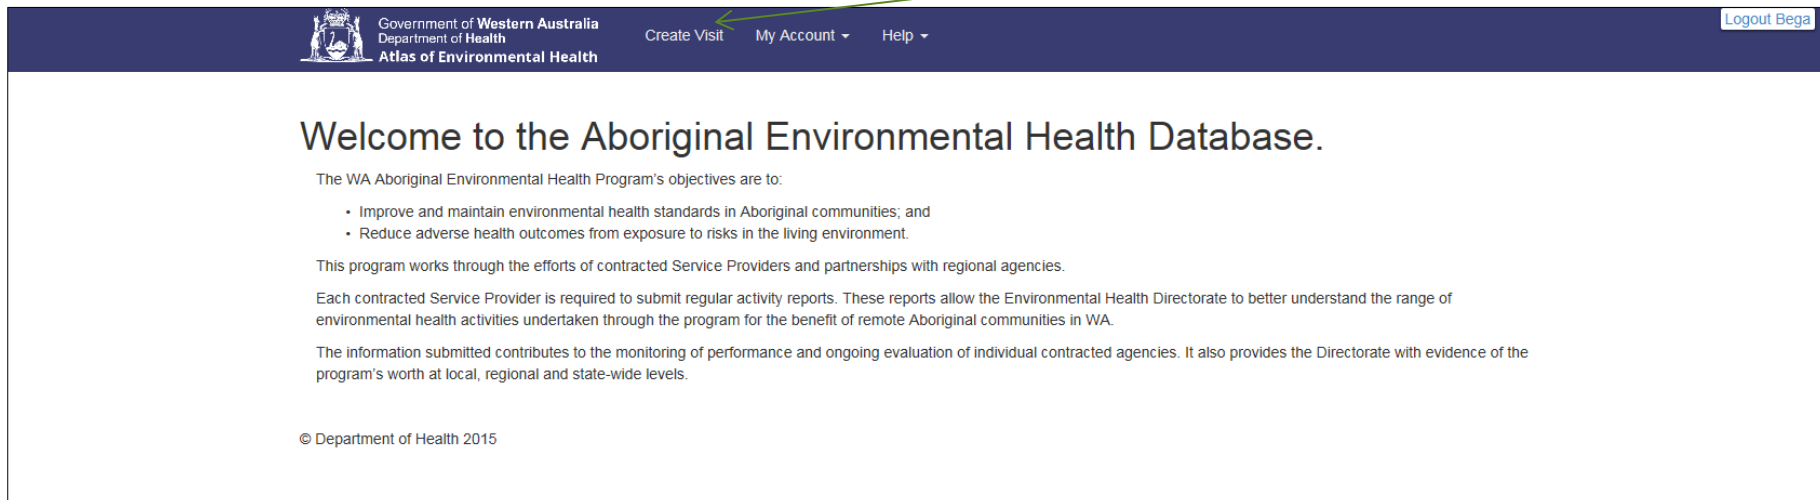 Government of Western Australia
Department of Health
Atlas of Environmental Health
Create Visit
My Account
Help
Logout Bega
Welcome to the Aboriginal Environmental Health Database.
The WA Aboriginal Environmental Health Program's objectives are to:
• Improve and maintain environmental health standards in Aboriginal communities; and
• Reduce adverse health outcomes from exposure to risks in the living environment.
This program works through the efforts of contracted Service Providers and partnerships with regional agencies.
Each contracted Service Provider is required to submit regular activity reports. These reports allow the Environmental Health Directorate to better understand the range of
environmental health activities undertaken through the program for the benefit of remote Aboriginal communities in WA.
The information submitted contributes to the monitoring of performance and ongoing evaluation of individual contracted agencies. It also provides the Directorate with evidence of the
program's worth at local, regional and state-wide levels.
© Department of Health 2015